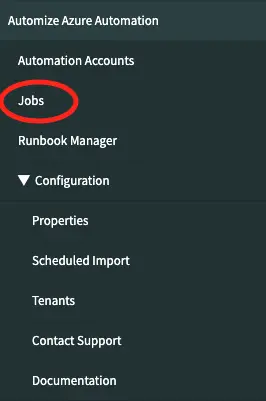 Automize Azure Automation
Automation Accounts
Jobs
Runbook Manager
▼ Configuration
Properties
Scheduled Import
Tenants
Contact Support
Documentation